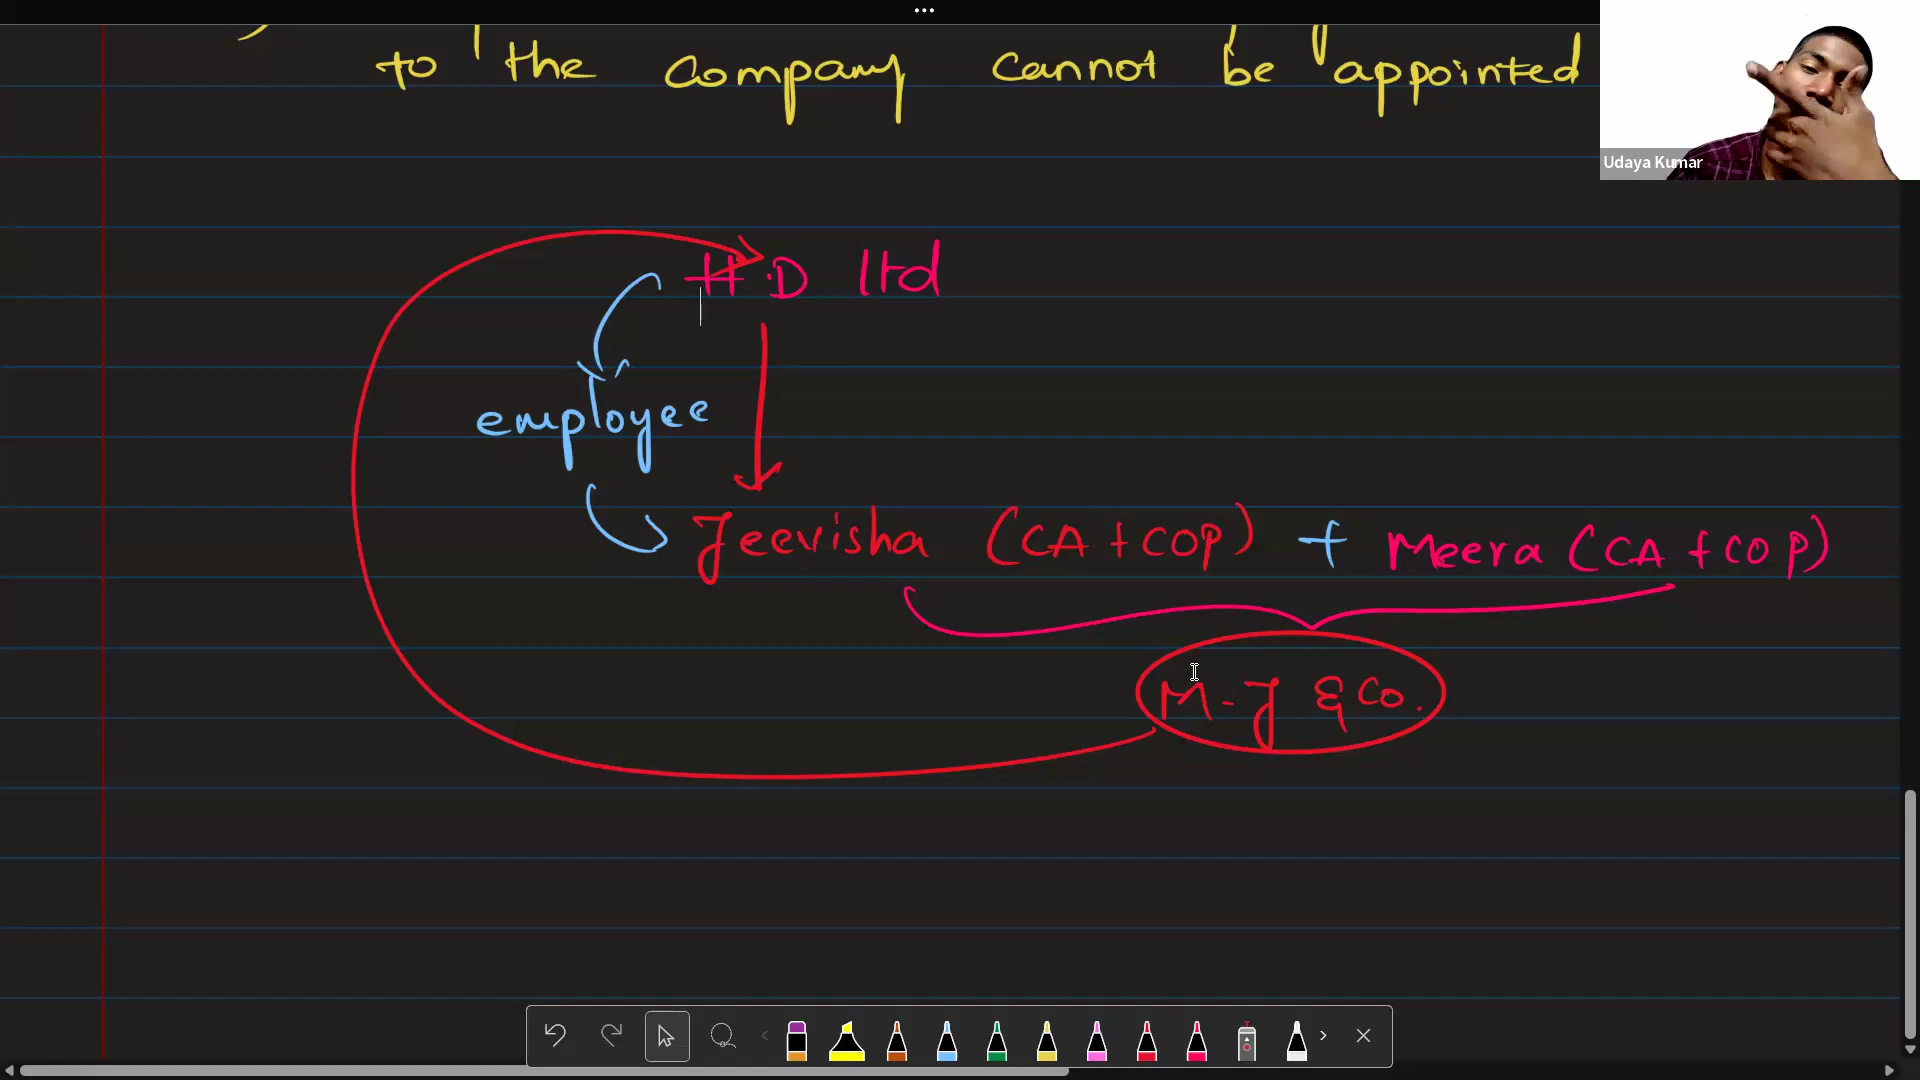 to the company cannot be appointed
Udaya Kumar
H.D ltd
employee
Jeevisha (CA + COP) + Meera (CA + COP)
M-J & Co.